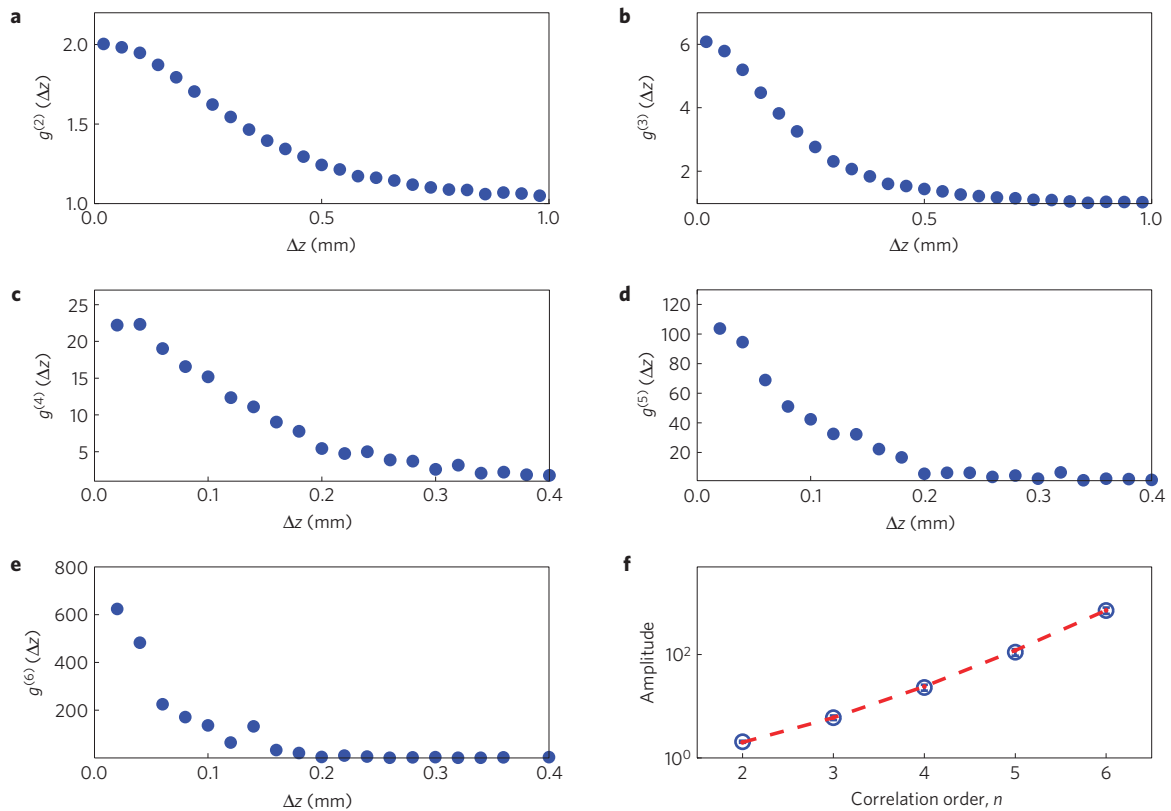 a
g(2) (Δz)
2.0
1.5
1.0
0.0 0.5 1.0
Δz (mm)
b
g(3) (Δz)
6
4
2
0.0 0.5 1.0
Δz (mm)
c
g(4) (Δz)
25
20
15
10
5
0.0 0.1 0.2 0.3 0.4
Δz (mm)
d
g(5) (Δz)
120
100
80
60
40
20
0.0 0.1 0.2 0.3 0.4
Δz (mm)
e
g(6) (Δz)
800
600
400
200
0.0 0.1 0.2 0.3 0.4
Δz (mm)
f
Amplitude
10²
10⁰
2 3 4 5 6
Correlation order, n